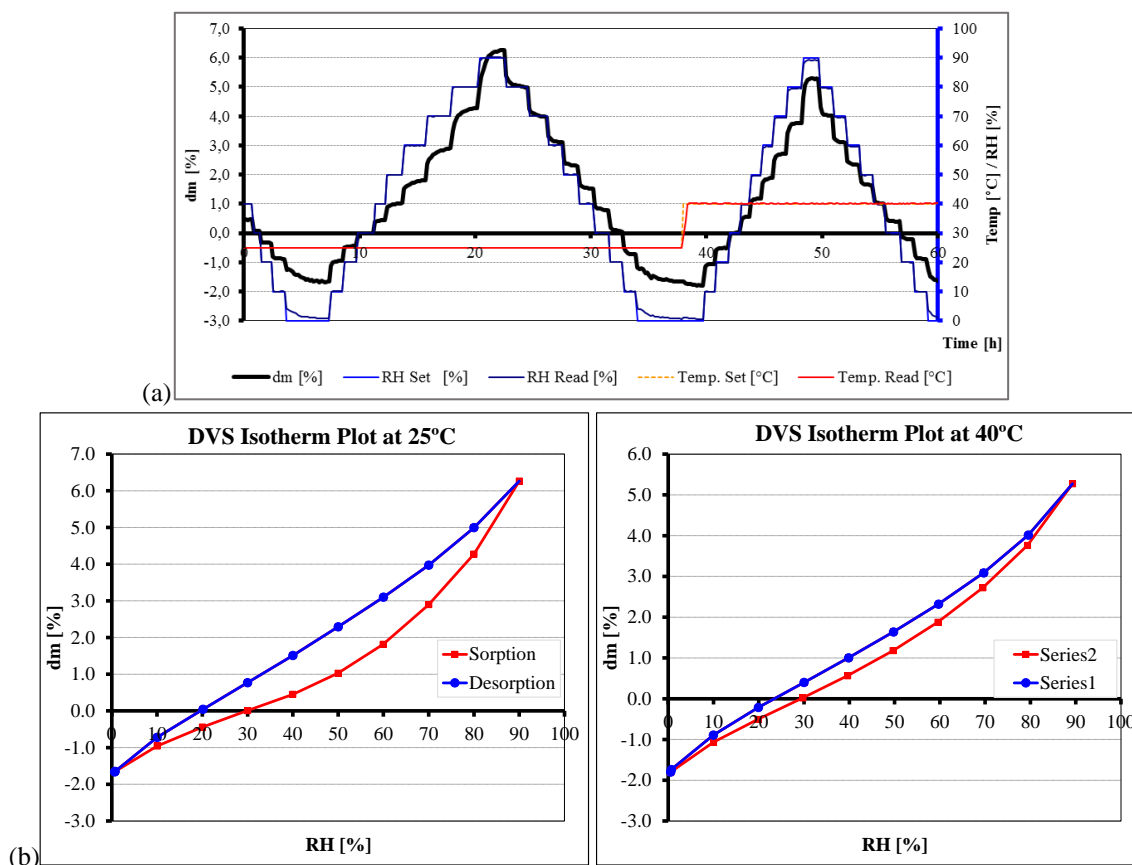 7,0
6,0
5,0
4,0
3,0
2,0
1,0
0,0
-1,0
-2,0
-3,0
dm [%]
0 10 20 30 40 50 60
100
90
80
70
60
50
40
30
20
10
0
Temp [°C] / RH [%]
Time [h]
dm [%] RH Set [%] RH Read [%] Temp. Set [°C] Temp. Read [°C]
(a)
DVS Isotherm Plot at 25ºC
7.0
6.0
5.0
4.0
3.0
2.0
1.0
0.0
-1.0
-2.0
-3.0
dm [%]
0 10 20 30 40 50 60 70 80 90 100
RH [%]
Sorption
Desorption
DVS Isotherm Plot at 40ºC
6.0
5.0
4.0
3.0
2.0
1.0
0.0
-1.0
-2.0
-3.0
dm [%]
0 10 20 30 40 50 60 70 80 90 100
RH [%]
Series2
Series1
(b)